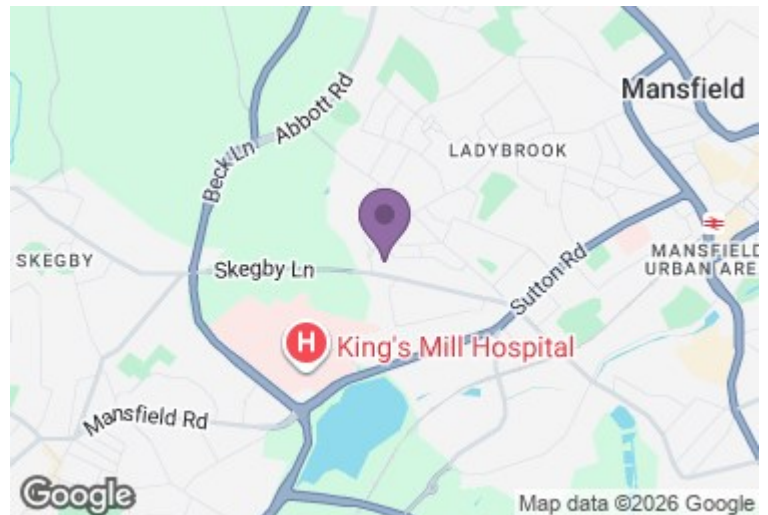 Mansfield
Abbott Rd
LADYBROOK
Beck Ln
SKEGBY
Skegby Ln
Sutton Rd
MANSFIELD
URBAN AREA
H King's Mill Hospital
Mansfield Rd
Google
Map data ©2026 Google